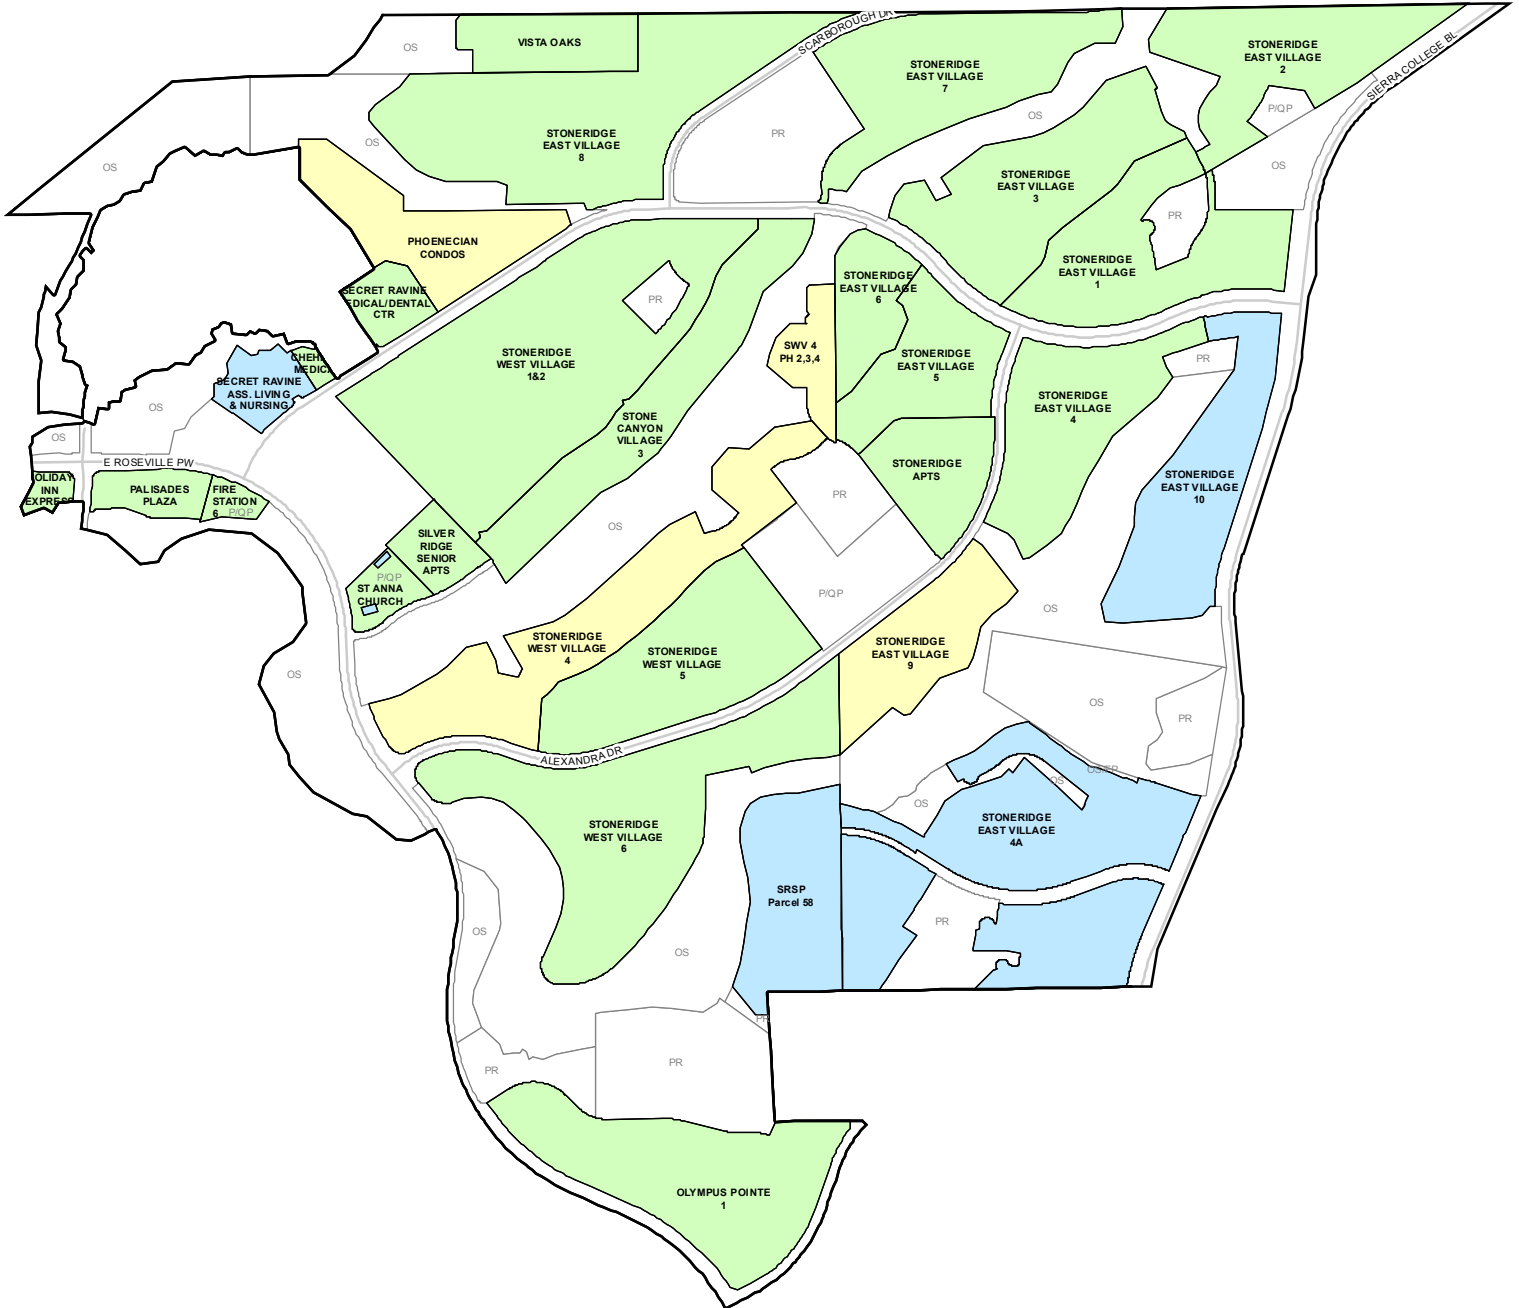 SCARBOROUGH DR
SIERRA COLLEGE BL
OS
VISTA OAKS
STONERIDGE
EAST VILLAGE
7
STONERIDGE
EAST VILLAGE
2
P/QP
OS
OS
OS
STONERIDGE
EAST VILLAGE
8
PR
OS
OS
STONERIDGE
EAST VILLAGE
3
PR
PHOENECIAN
CONDOS
STONERIDGE
EAST VILLAGE
1
SECRET RAVINE
EDICAL/DENTAL
CTR
PR
STONERIDGE
EAST VILLAGE
6
STONERIDGE
WEST VILLAGE
1&2
SWV 4
PH 2,3,4
STONERIDGE
EAST VILLAGE
5
PR
CHEH
MEDIC
SECRET RAVINE
ASS. LIVING
& NURSING
OS
STONERIDGE
EAST VILLAGE
4
STONE
CANYON
VILLAGE
3
OS
E ROSEVILLE PW
STONERIDGE
APTS
STONERIDGE
EAST VILLAGE
10
OLIDAY
INN
EXPRESS
PALISADES
PLAZA
FIRE
STATION
6
P/QP
PR
OS
SILVER
RIDGE
SENIOR
APTS
P/QP
ST ANNA
CHURCH
P/QP
OS
STONERIDGE
WEST VILLAGE
4
STONERIDGE
WEST VILLAGE
5
STONERIDGE
EAST VILLAGE
9
OS
OS
PR
ALEXANDRA DR
OS
OS
STONERIDGE
WEST VILLAGE
6
STONERIDGE
EAST VILLAGE
4A
SRSP
Parcel 58
OS
OS
PR
PR
PR
PR
OLYMPUS POINTE
1